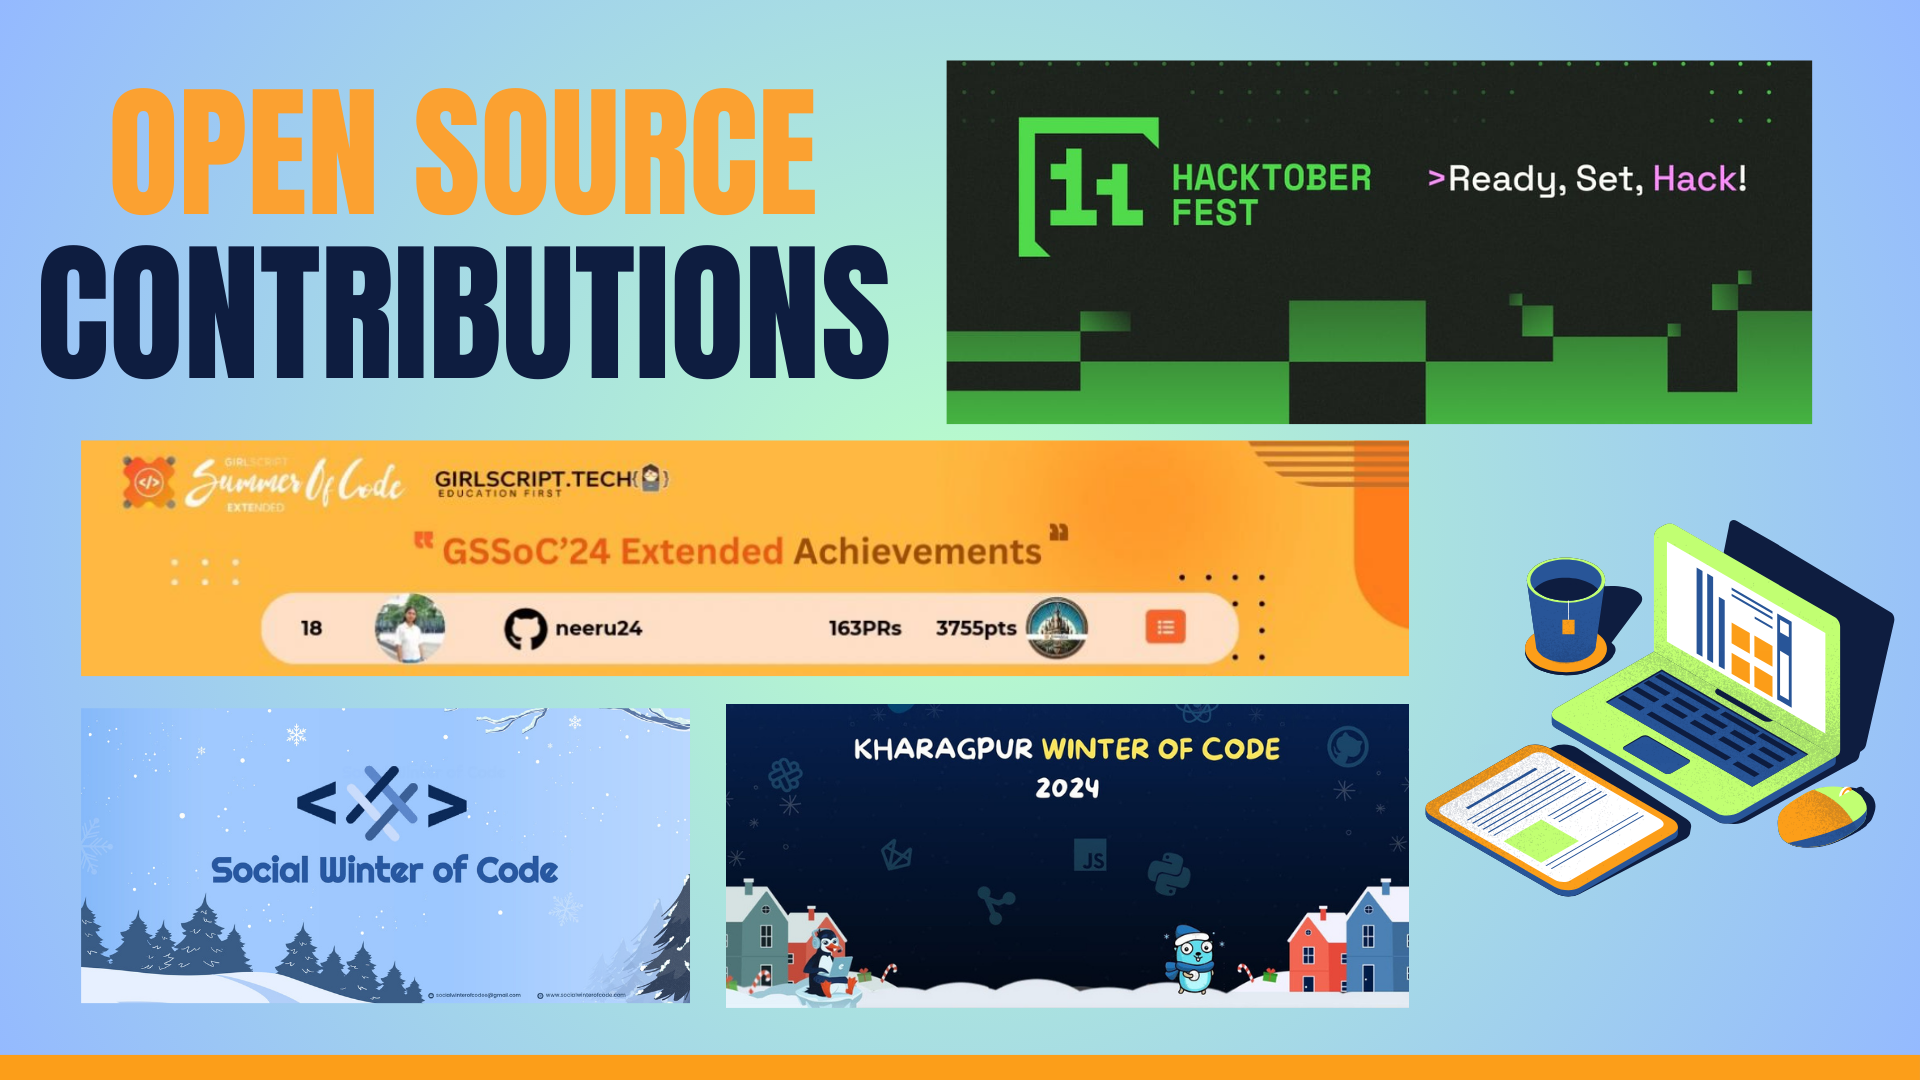 OPEN SOURCE
CONTRIBUTIONS
11
HACKTOBER
FEST
>Ready, Set, Hack!
GIRLSCRIPT
Summer Of Code
EXTENDED
GIRLSCRIPT.TECH{ }
EDUCATION FIRST
</>
" GSSoC'24 Extended Achievements "
18
neeru24
163PRs
3755pts
< >
Social Winter of Code
socialwinterofcodes@gmail.com
www.socialwinterofcode.com
KHARAGPUR WINTER OF CODE
2024
JS